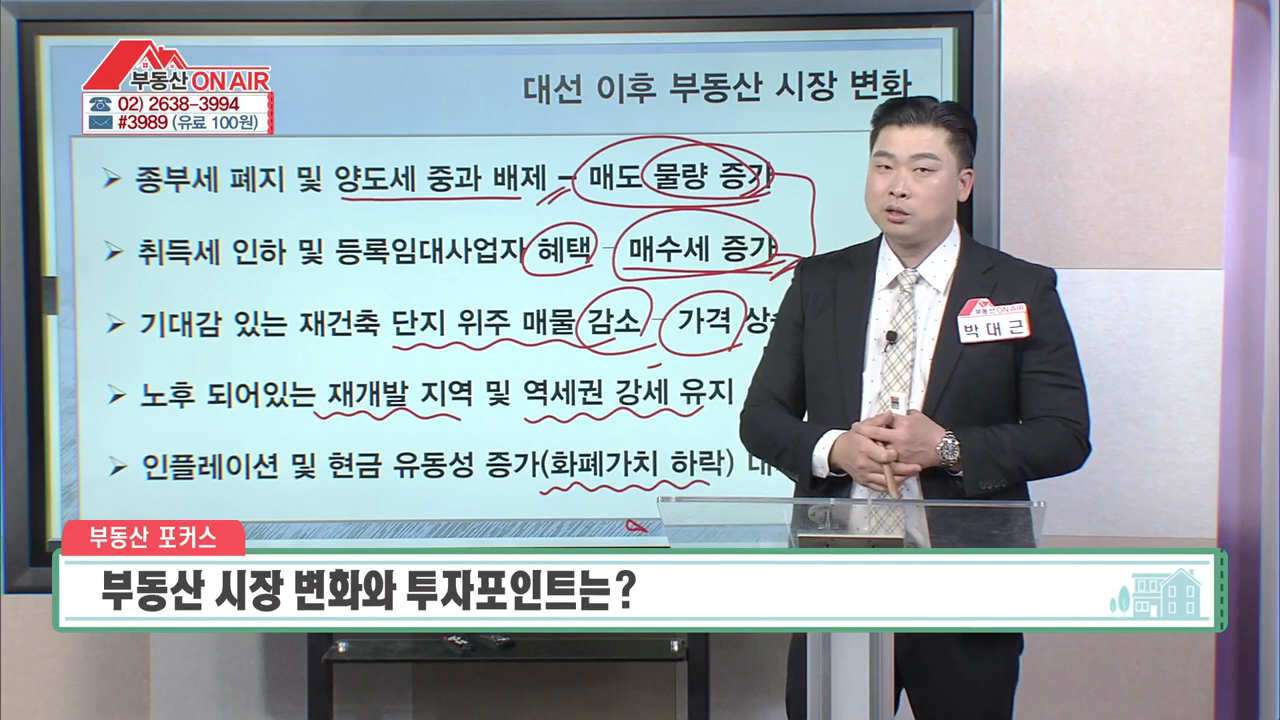 부동산 ON AIR
02) 2638-3994
#3989 (유료 100원)
대선 이후 부동산 시장 변화
➢ 종부세 폐지 및 양도세 중과 배제 – 매도 물량 증가
➢ 취득세 인하 및 등록임대사업자 혜택 – 매수세 증가
➢ 기대감 있는 재건축 단지 위주 매물 감소 – 가격
➢ 노후 되어있는 재개발 지역 및 역세권 강세 유지
➢ 인플레이션 및 현금 유동성 증가(화폐가치 하락)
부동산 ON AIR
박대근
부동산 포커스
부동산 시장 변화와 투자포인트는?